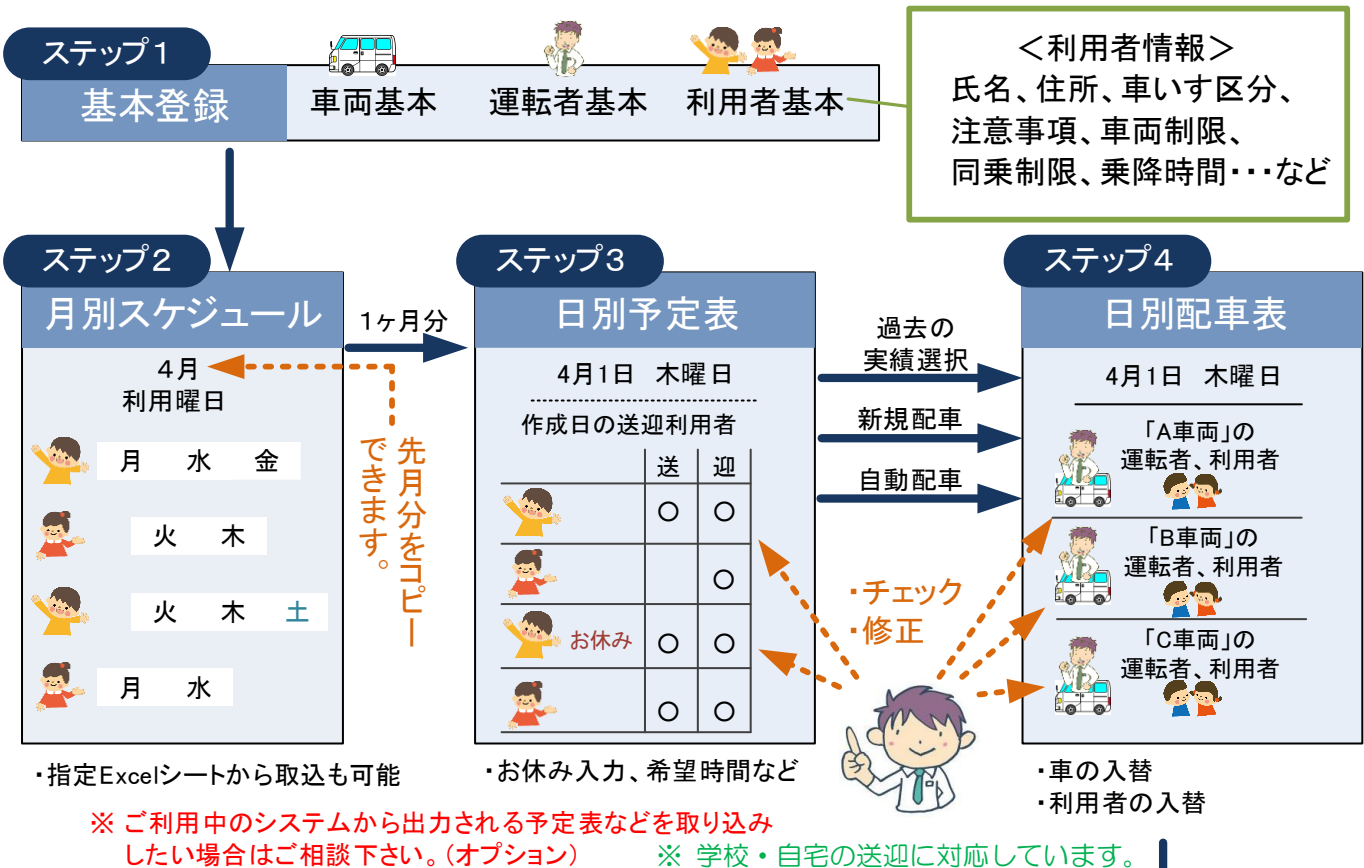 ステップ1
基本登録
車両基本 運転者基本 利用者基本
＜利用者情報＞
氏名、住所、車いす区分、
注意事項、車両制限、
同乗制限、乗降時間・・・など
ステップ2
月別スケジュール
4月
利用曜日
月 水 金
火 木
火 木 土
月 水
・指定Excelシートから取込も可能
1ヶ月分
先月分をコピー
できます。
ステップ3
日別予定表
4月1日 木曜日
作成日の送迎利用者
送 迎
○ ○
○
お休み ○ ○
○ ○
・お休み入力、希望時間など
過去の
実績選択
新規配車
自動配車
・チェック
・修正
ステップ4
日別配車表
4月1日 木曜日
「A車両」の
運転者、利用者
「B車両」の
運転者、利用者
「C車両」の
運転者、利用者
・車の入替
・利用者の入替
※ ご利用中のシステムから出力される予定表などを取り込み
したい場合はご相談下さい。(オプション)
※ 学校・自宅の送迎に対応しています。